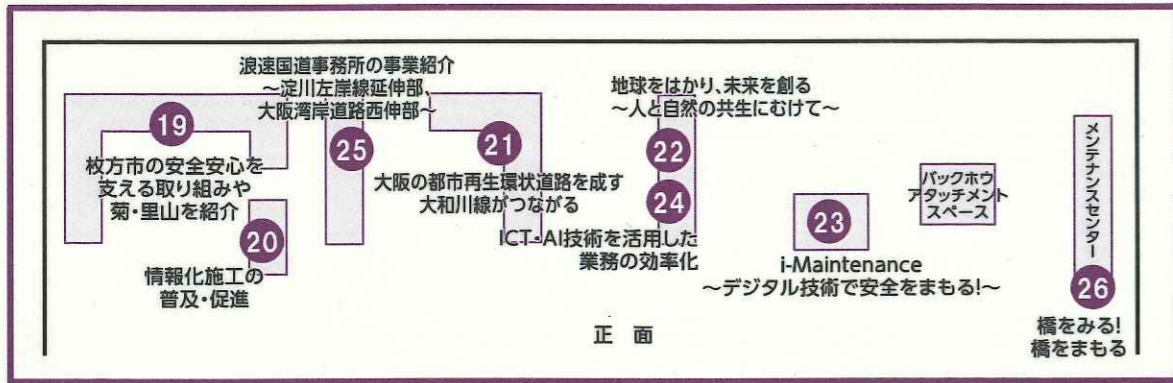 浪速国道事務所の事業紹介
～淀川左岸線延伸部、
大阪湾岸道路西伸部～
地球をはかり、未来を創る
～人と自然の共生にむけて～
19
枚方市の安全安心を
支える取り組みや
菊・里山を紹介
25
21
大阪の都市再生環状道路を成す
大和川線がつながる
22
24
ICT・AI技術を活用した
業務の効率化
20
情報化施工の
普及・促進
23
i-Maintenance
～デジタル技術で安全をまもる!～
バックホウ
アタッチメント
スペース
メンテナンスセンター
26
橋をみる!
橋をまもる
正 面